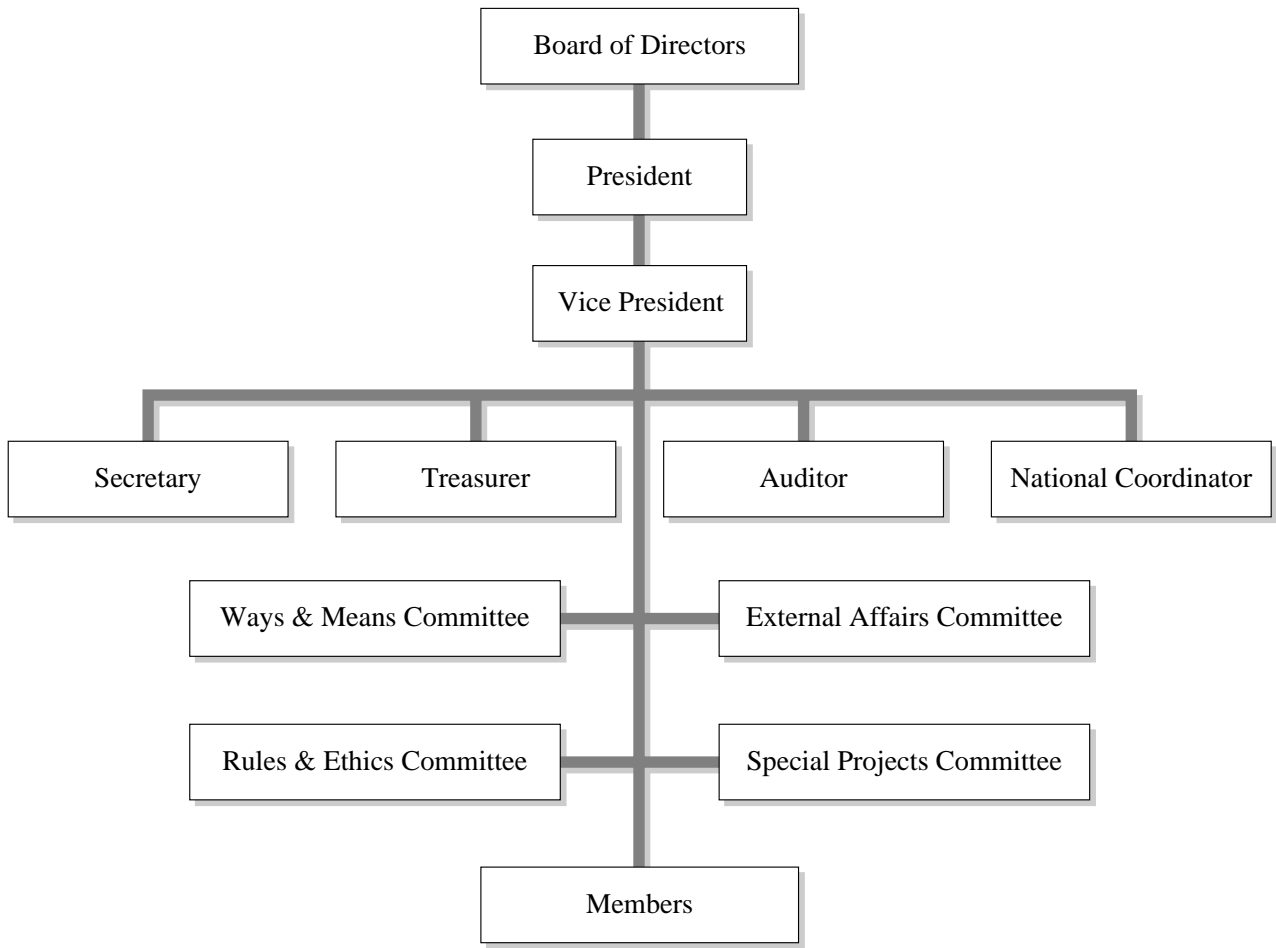 Board of Directors
President
Vice President
Secretary
Treasurer
Auditor
National Coordinator
Ways & Means Committee
External Affairs Committee
Rules & Ethics Committee
Special Projects Committee
Members